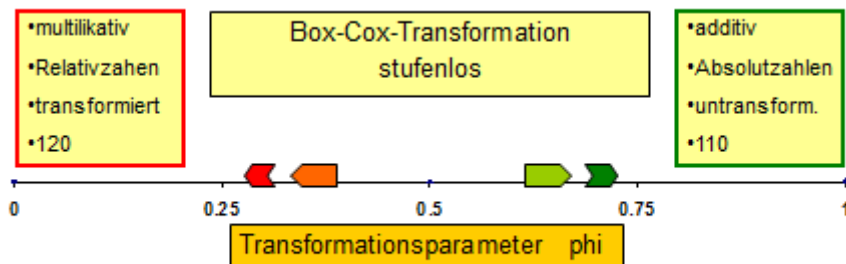 •multilikativ
•Relativzahen
•transformiert
•120
Box-Cox-Transformation
stufenlos
•additiv
•Absolutzahlen
•untransform.
•110
0 0.25 0.5 0.75 1
Transformationsparameter phi